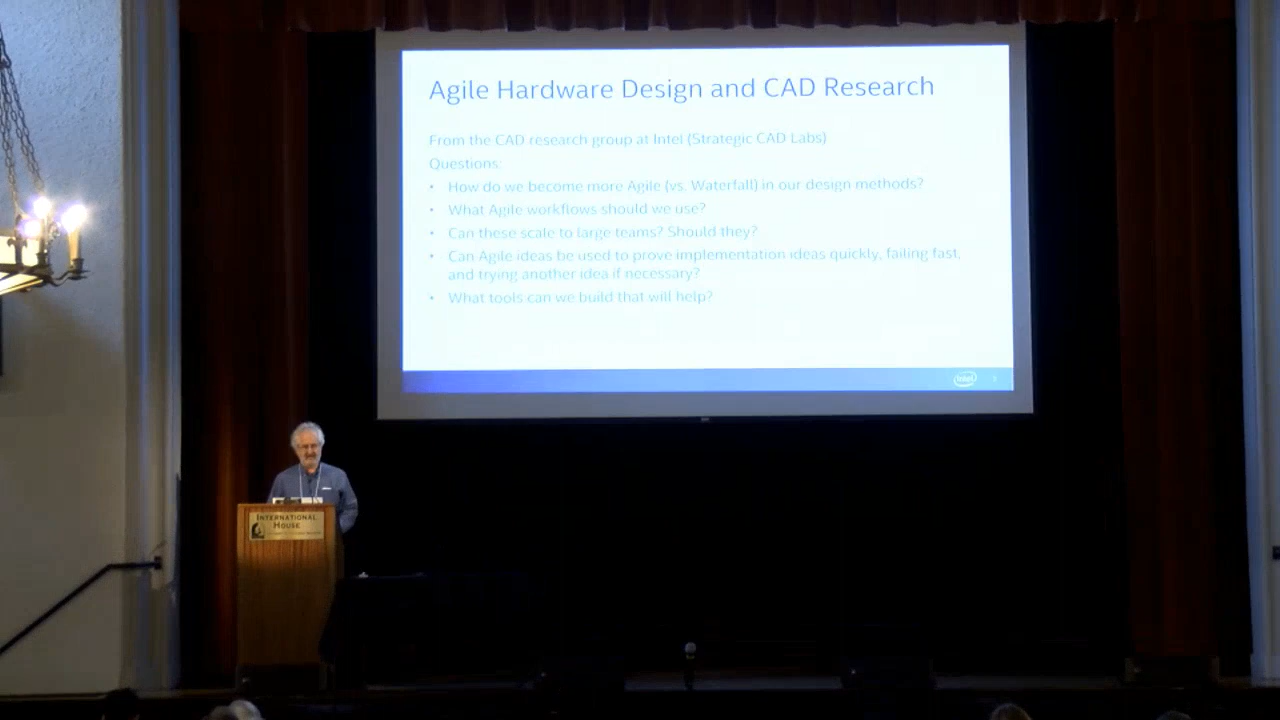 Agile Hardware Design and CAD Research
From the CAD research group at Intel (Strategic CAD Labs)
Questions:
• How do we become more Agile (vs. Waterfall) in our design methods?
• What Agile workflows should we use?
• Can these scale to large teams? Should they?
• Can Agile ideas be used to prove implementation ideas quickly, failing fast,
and trying another idea if necessary?
• What tools can we build that will help?
intel
INTERNATIONAL
HOUSE